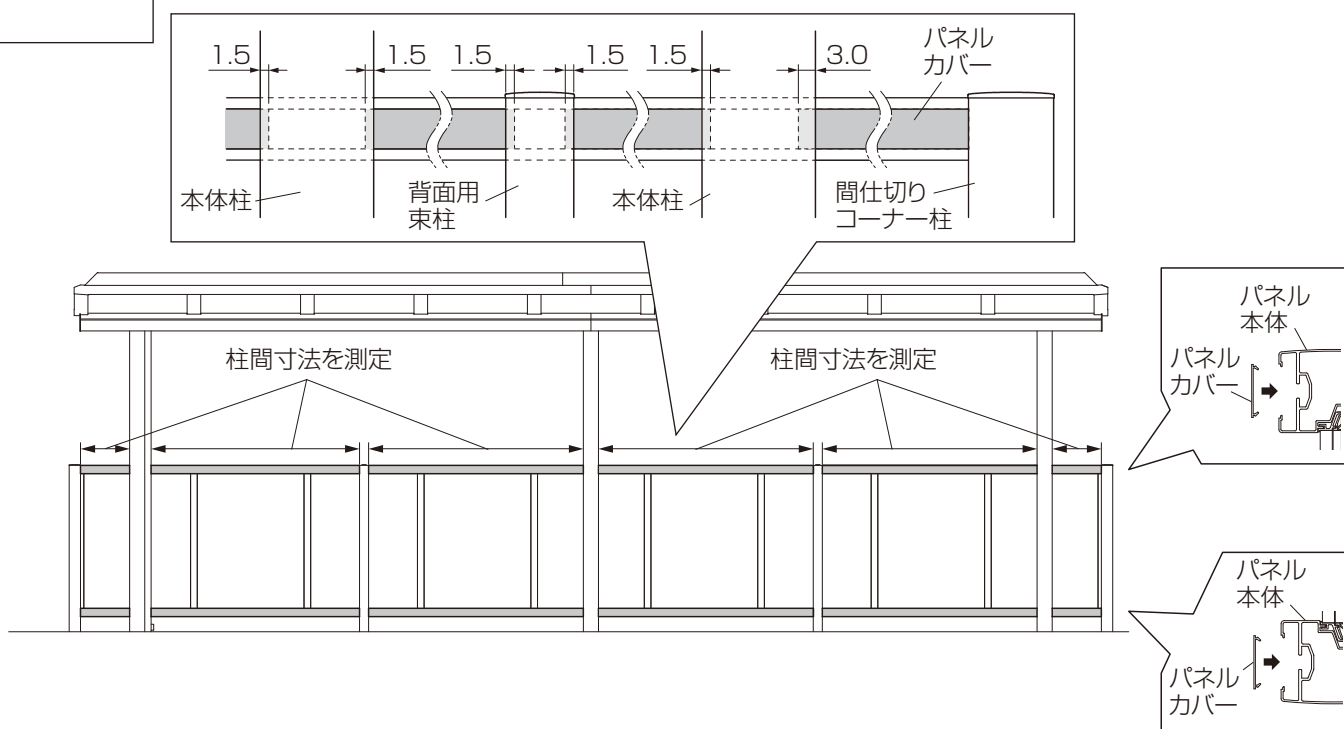 1.5
1.5
1.5
1.5
1.5
3.0
パネル
カバー
本体柱
背面用
束柱
本体柱
間仕切り
コーナー柱
柱間寸法を測定
柱間寸法を測定
パネル
本体
パネル
カバー
パネル
本体
パネル
カバー